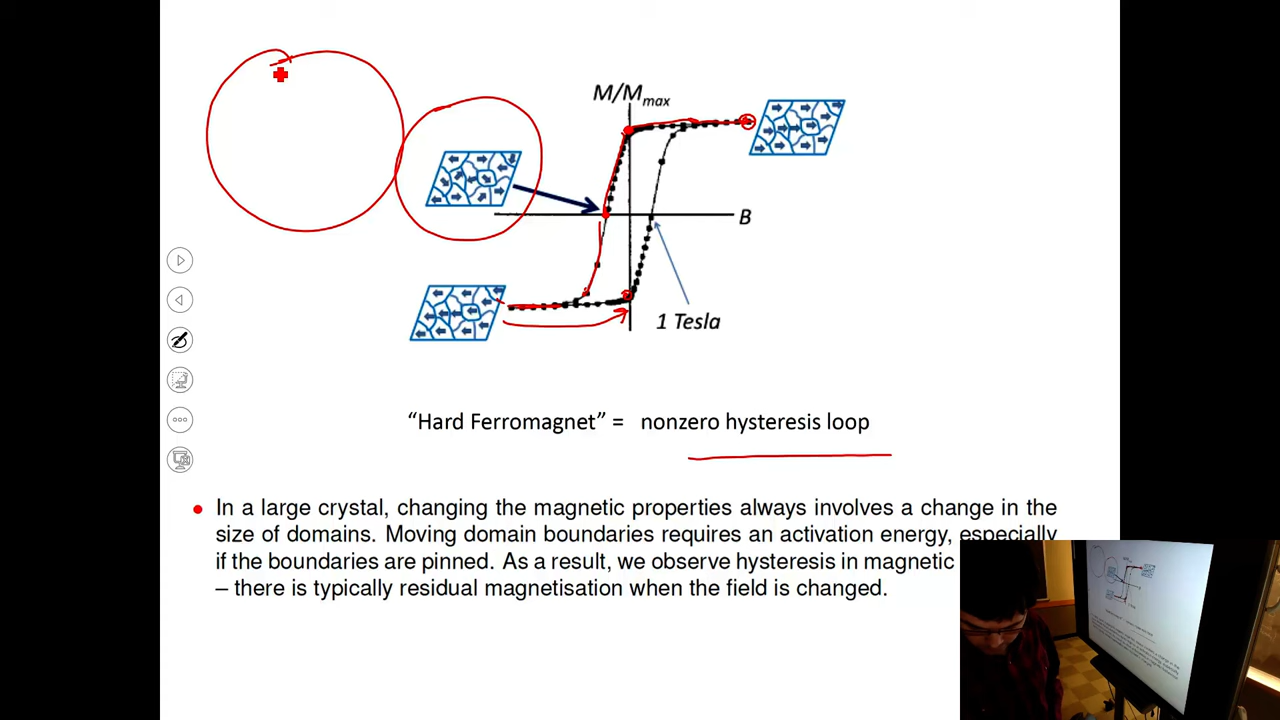 M/Mmax
B
1 Tesla
“Hard Ferromagnet” = nonzero hysteresis loop
• In a large crystal, changing the magnetic properties always involves a change in the
size of domains. Moving domain boundaries requires an activation energy, especially
if the boundaries are pinned. As a result, we observe hysteresis in magnetic
– there is typically residual magnetisation when the field is changed.